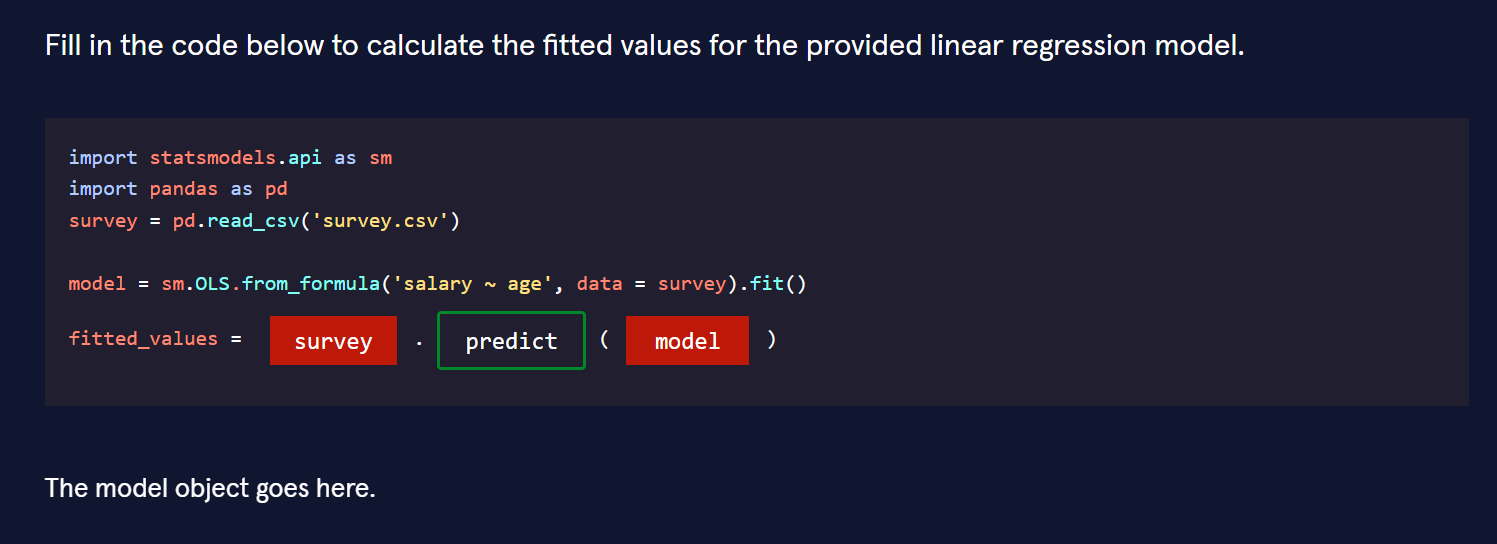 Fill in the code below to calculate the fitted values for the provided linear regression model.
import statsmodels.api as sm
import pandas as pd
survey = pd.read_csv('survey.csv')
model = sm.OLS.from_formula('salary ~ age', data = survey).fit()
fitted_values = survey . predict ( model )
The model object goes here.